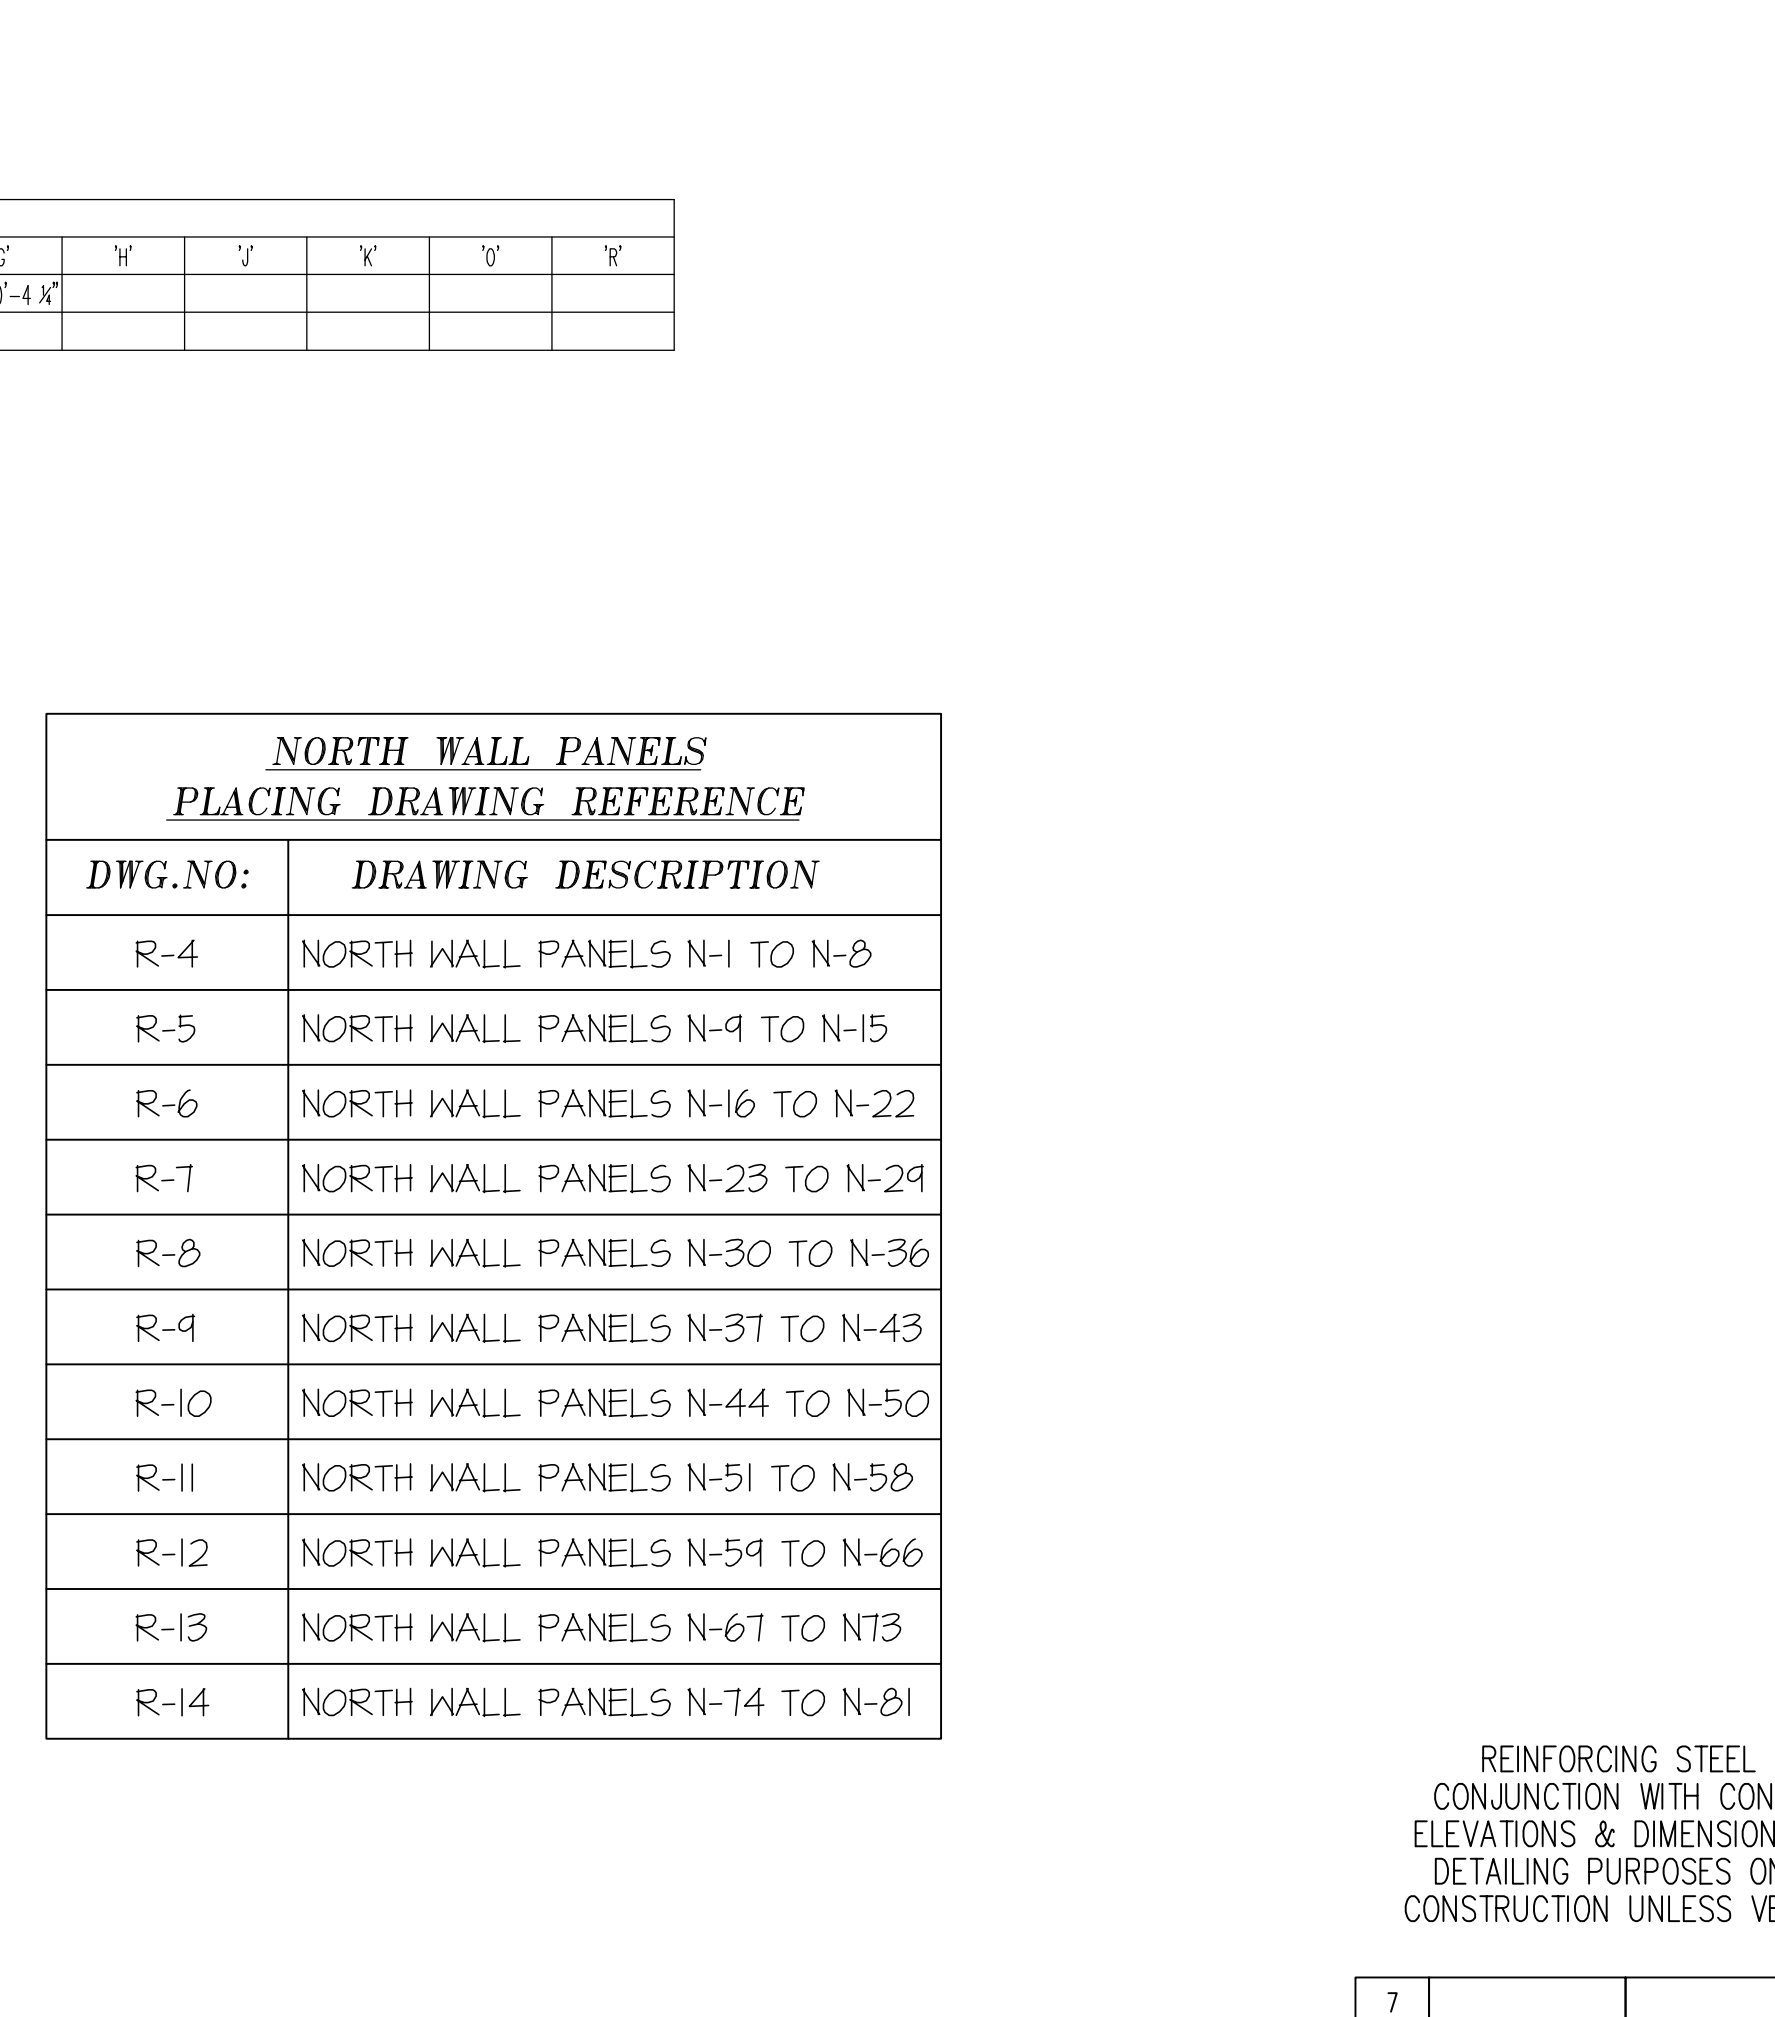 'H' 'J' 'K' 'O' 'R'
-4 ¼"
NORTH WALL PANELS
PLACING DRAWING REFERENCE
DWG.NO: DRAWING DESCRIPTION
R-4 NORTH WALL PANELS N-1 TO N-8
R-5 NORTH WALL PANELS N-9 TO N-15
R-6 NORTH WALL PANELS N-16 TO N-22
R-7 NORTH WALL PANELS N-23 TO N-29
R-8 NORTH WALL PANELS N-30 TO N-36
R-9 NORTH WALL PANELS N-37 TO N-43
R-10 NORTH WALL PANELS N-44 TO N-50
R-11 NORTH WALL PANELS N-51 TO N-58
R-12 NORTH WALL PANELS N-59 TO N-66
R-13 NORTH WALL PANELS N-67 TO N73
R-14 NORTH WALL PANELS N-74 TO N-81
REINFORCING STEEL
CONJUNCTION WITH CON
ELEVATIONS & DIMENSION
DETAILING PURPOSES
CONSTRUCTION UNLESS
7